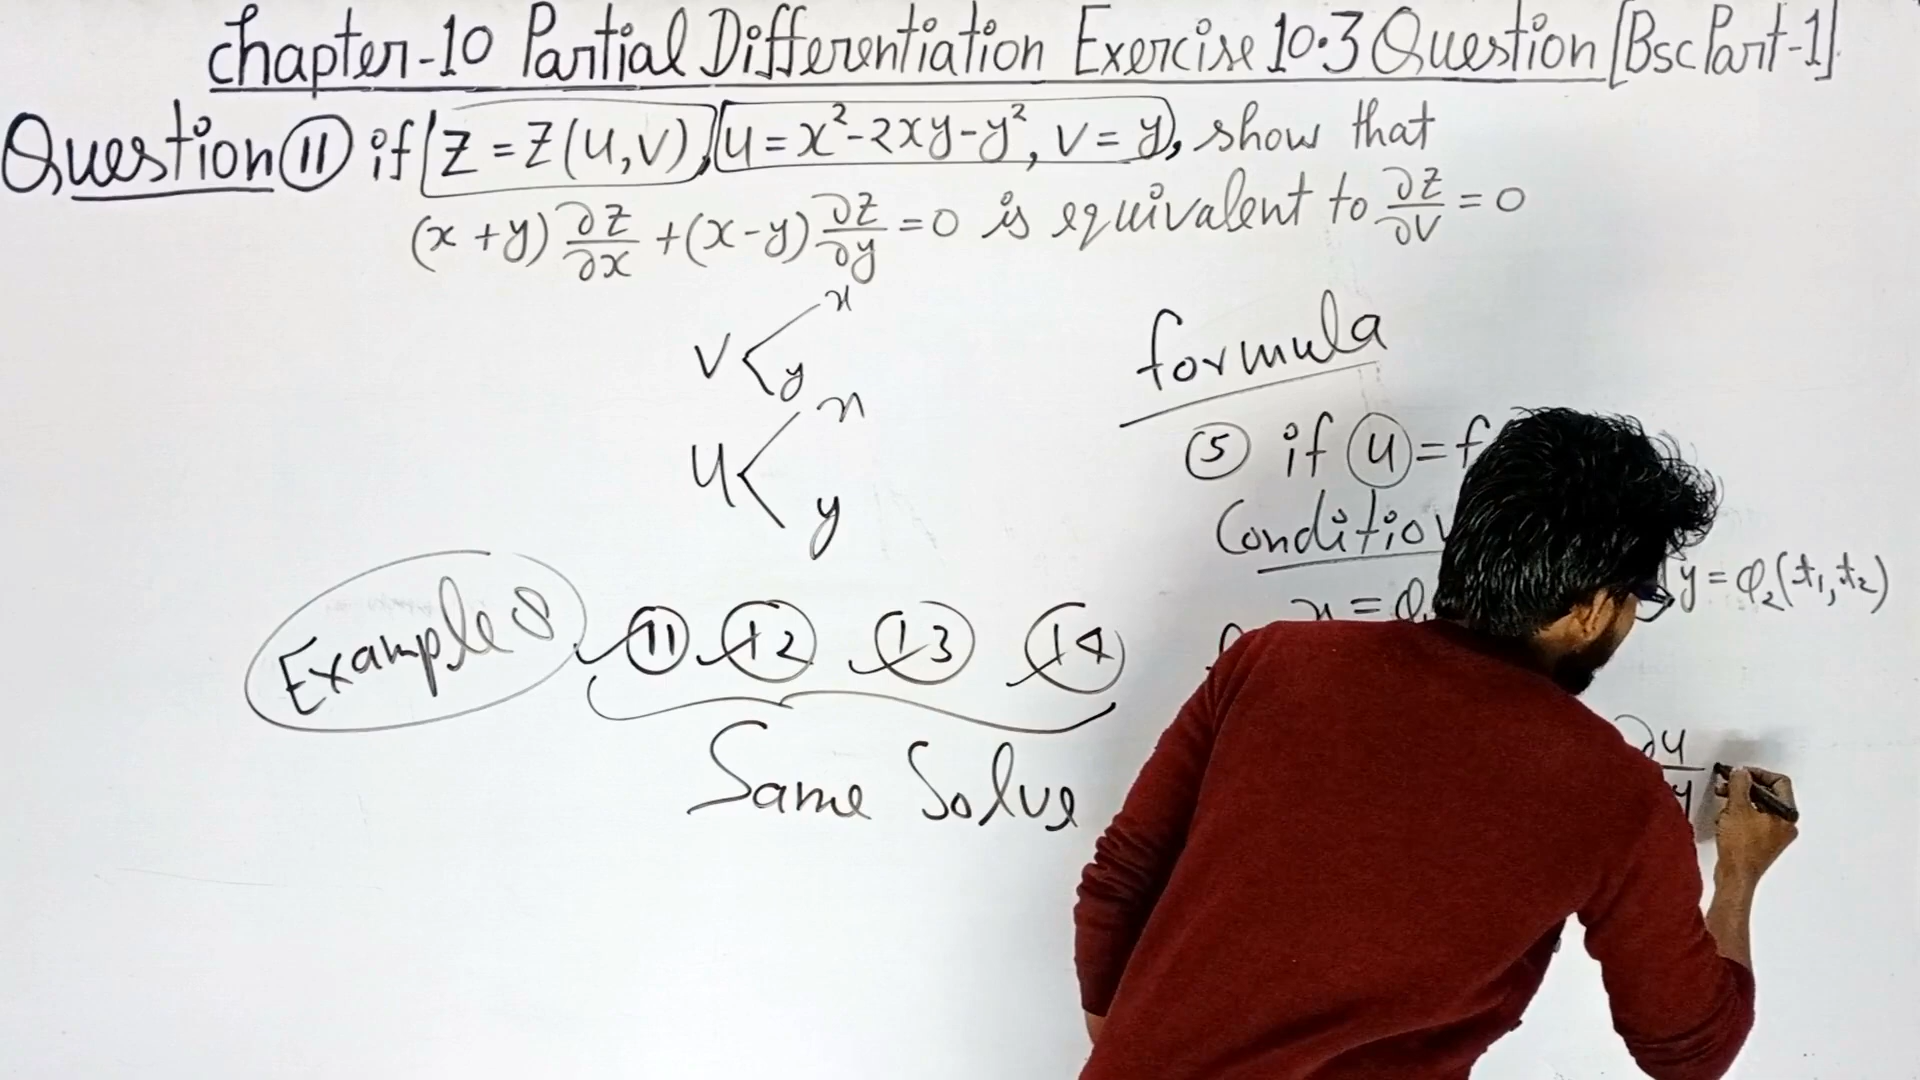 Chapter-10 Partial Differentiation Exercise 10.3 Question [Bsc Part-1]
Question ⑪ if Z = Z(u,v), u = x²-2xy-y², v = y, show that
(x+y) ∂Z/∂x + (x-y) ∂Z/∂y = 0 is equivalent to ∂Z/∂v = 0
v < x
y
u < x
y
formula
⑤ if u = f
Condition
x = φ y = φ₂(t₁,t₂)
Example 8 ⑪ ⑫ ⑬ ⑭
∂u
Same Solve